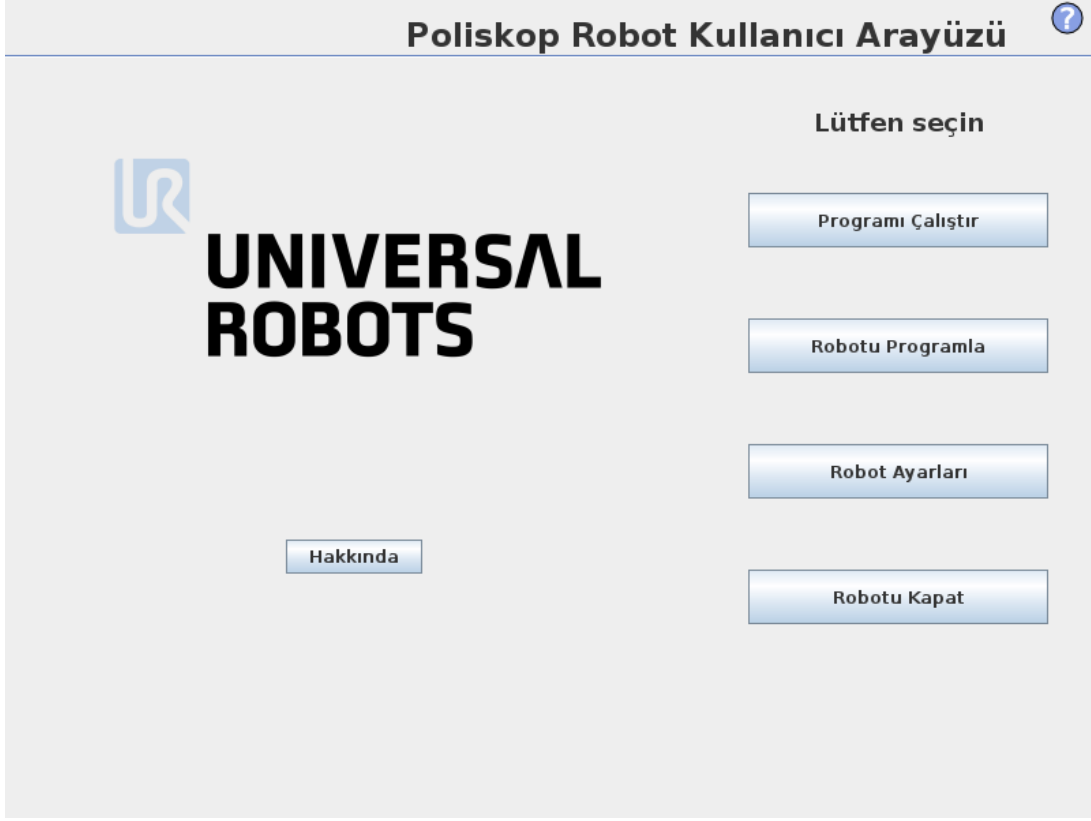 Poliskop Robot Kullanıcı Arayüzü
?
Lütfen seçin
UR
UNIVERSAL
ROBOTS
Programı Çalıştır
Robotu Programla
Robot Ayarları
Hakkında
Robotu Kapat